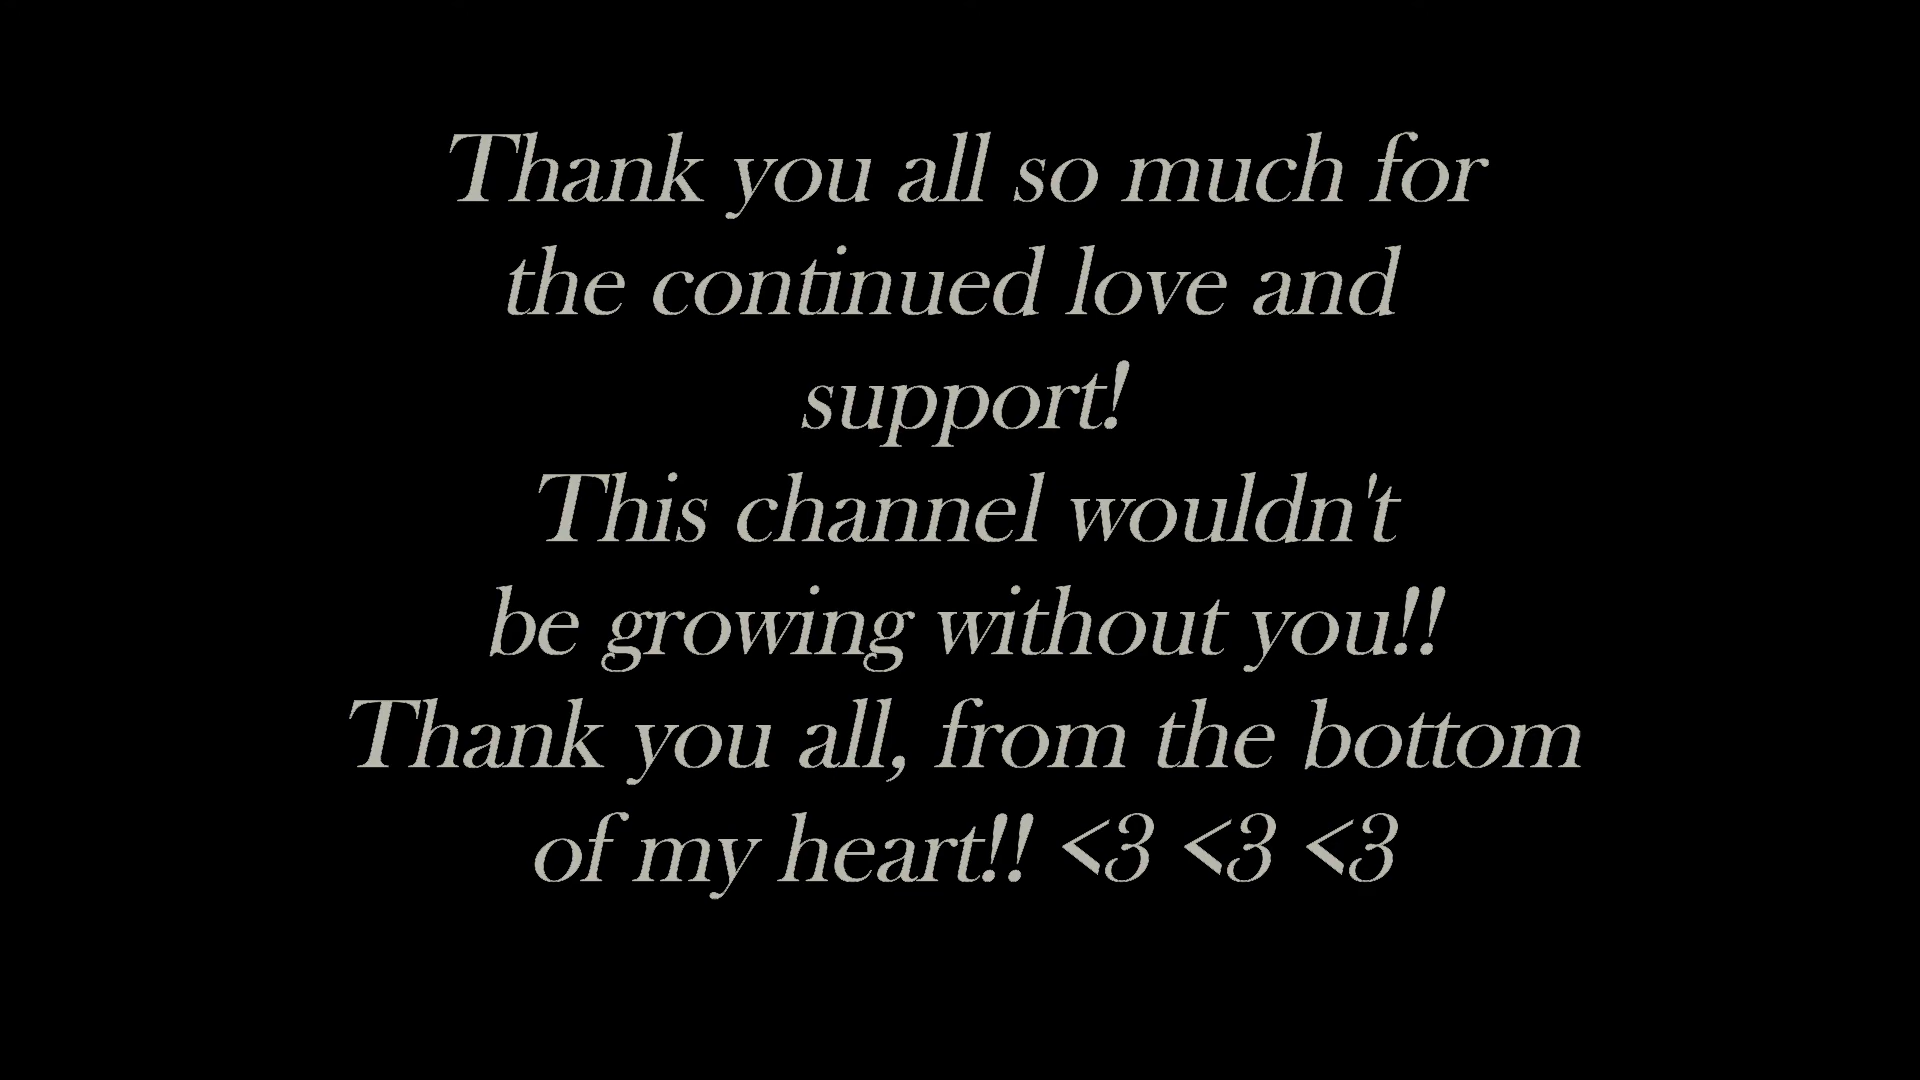 Thank you all so much for
the continued love and
support!
This channel wouldn't
be growing without you!!
Thank you all, from the bottom
of my heart!! <3 <3 <3